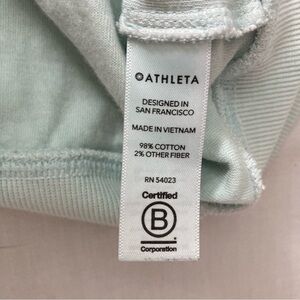 ATHLETA
DESIGNED IN
SAN FRANCISCO
MADE IN VIETNAM
98% COTTON
2% OTHER FIBER
RN 54023
Certified
B
Corporation